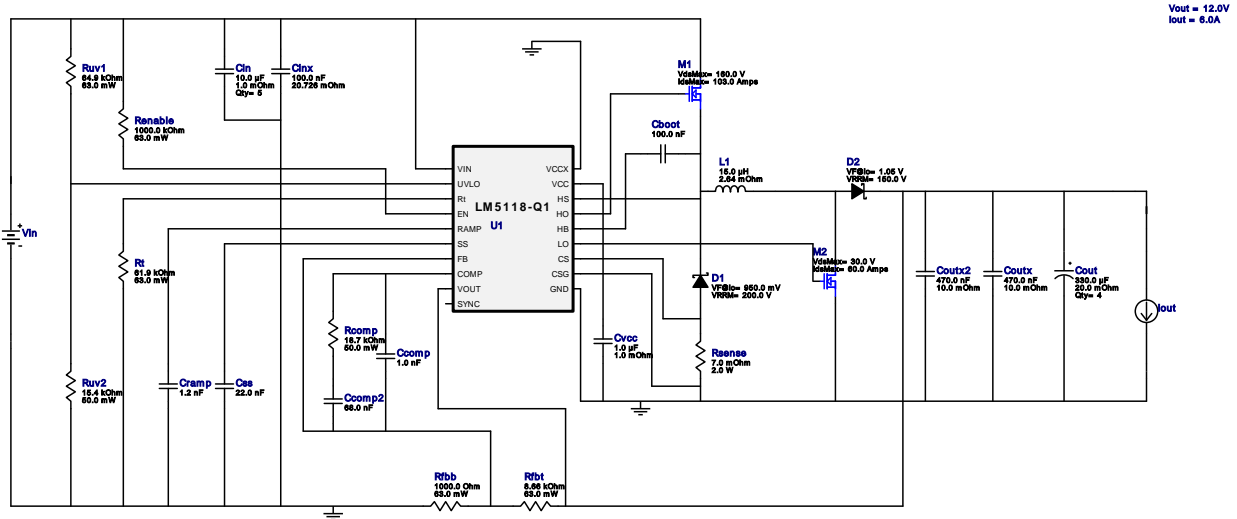 Vout = 12.0V
Iout = 6.0A
Ruv1
64.9 kOhm
63.0 mW
Cin
10.0 µF
1.0 mOhm
Qty= 5
Cinx
100.0 nF
20.726 mOhm
M1
VdsMax= 150.0 V
IdsMax= 103.0 Amps
Renable
1000.0 kOhm
63.0 mW
Cboot
100.0 nF
L1
15.0 µH
2.64 mOhm
D2
VF@Io= 1.05 V
VRRM= 150.0 V
VIN
UVLO
Rt
EN
RAMP
SS
FB
COMP
VOUT
SYNC
LM5118-Q1
U1
VCCX
VCC
HS
HO
HB
LO
CS
CSG
GND
Vin
Rt
61.9 kOhm
63.0 mW
M2
VdsMax= 30.0 V
IdsMax= 60.0 Amps
D1
VF@Io= 950.0 mV
VRRM= 200.0 V
Coutx2
470.0 nF
10.0 mOhm
Coutx
470.0 nF
10.0 mOhm
Cout
330.0 µF
20.0 mOhm
Qty= 4
Iout
Rcomp
16.7 kOhm
50.0 mW
Ccomp
1.0 nF
Cvcc
1.0 µF
1.0 mOhm
Rsense
7.0 mOhm
2.0 W
Ruv2
15.4 kOhm
50.0 mW
Cramp
1.2 nF
Css
22.0 nF
Ccomp2
68.0 nF
Rfbb
1000.0 Ohm
63.0 mW
Rfbt
8.66 kOhm
63.0 mW